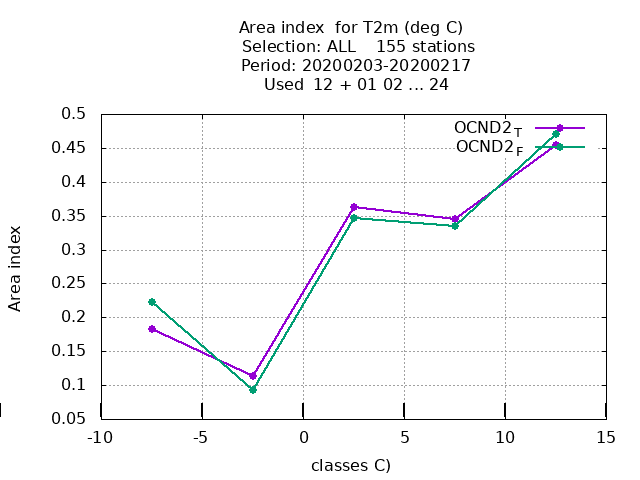 Area index  for T2m (deg C)
Selection: ALL    155 stations
Period: 20200203-20200217
Used  12 + 01 02 ... 24
0.5
0.45
0.4
0.35
0.3
0.25
0.2
0.15
0.1
0.05
Area index
OCND2T
OCND2F
-10 -5 0 5 10 15
classes C)